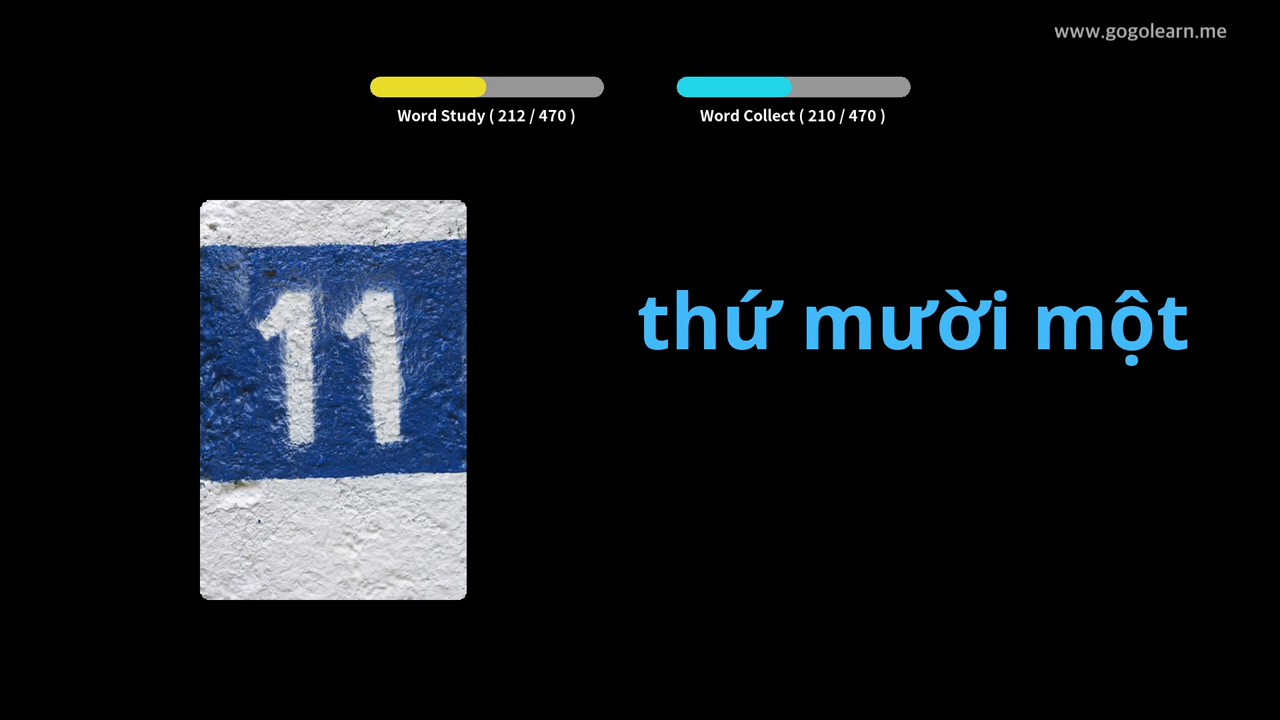 www.gogolearn.me
Word Study ( 212 / 470 )
Word Collect ( 210 / 470 )
11
thứ mười một